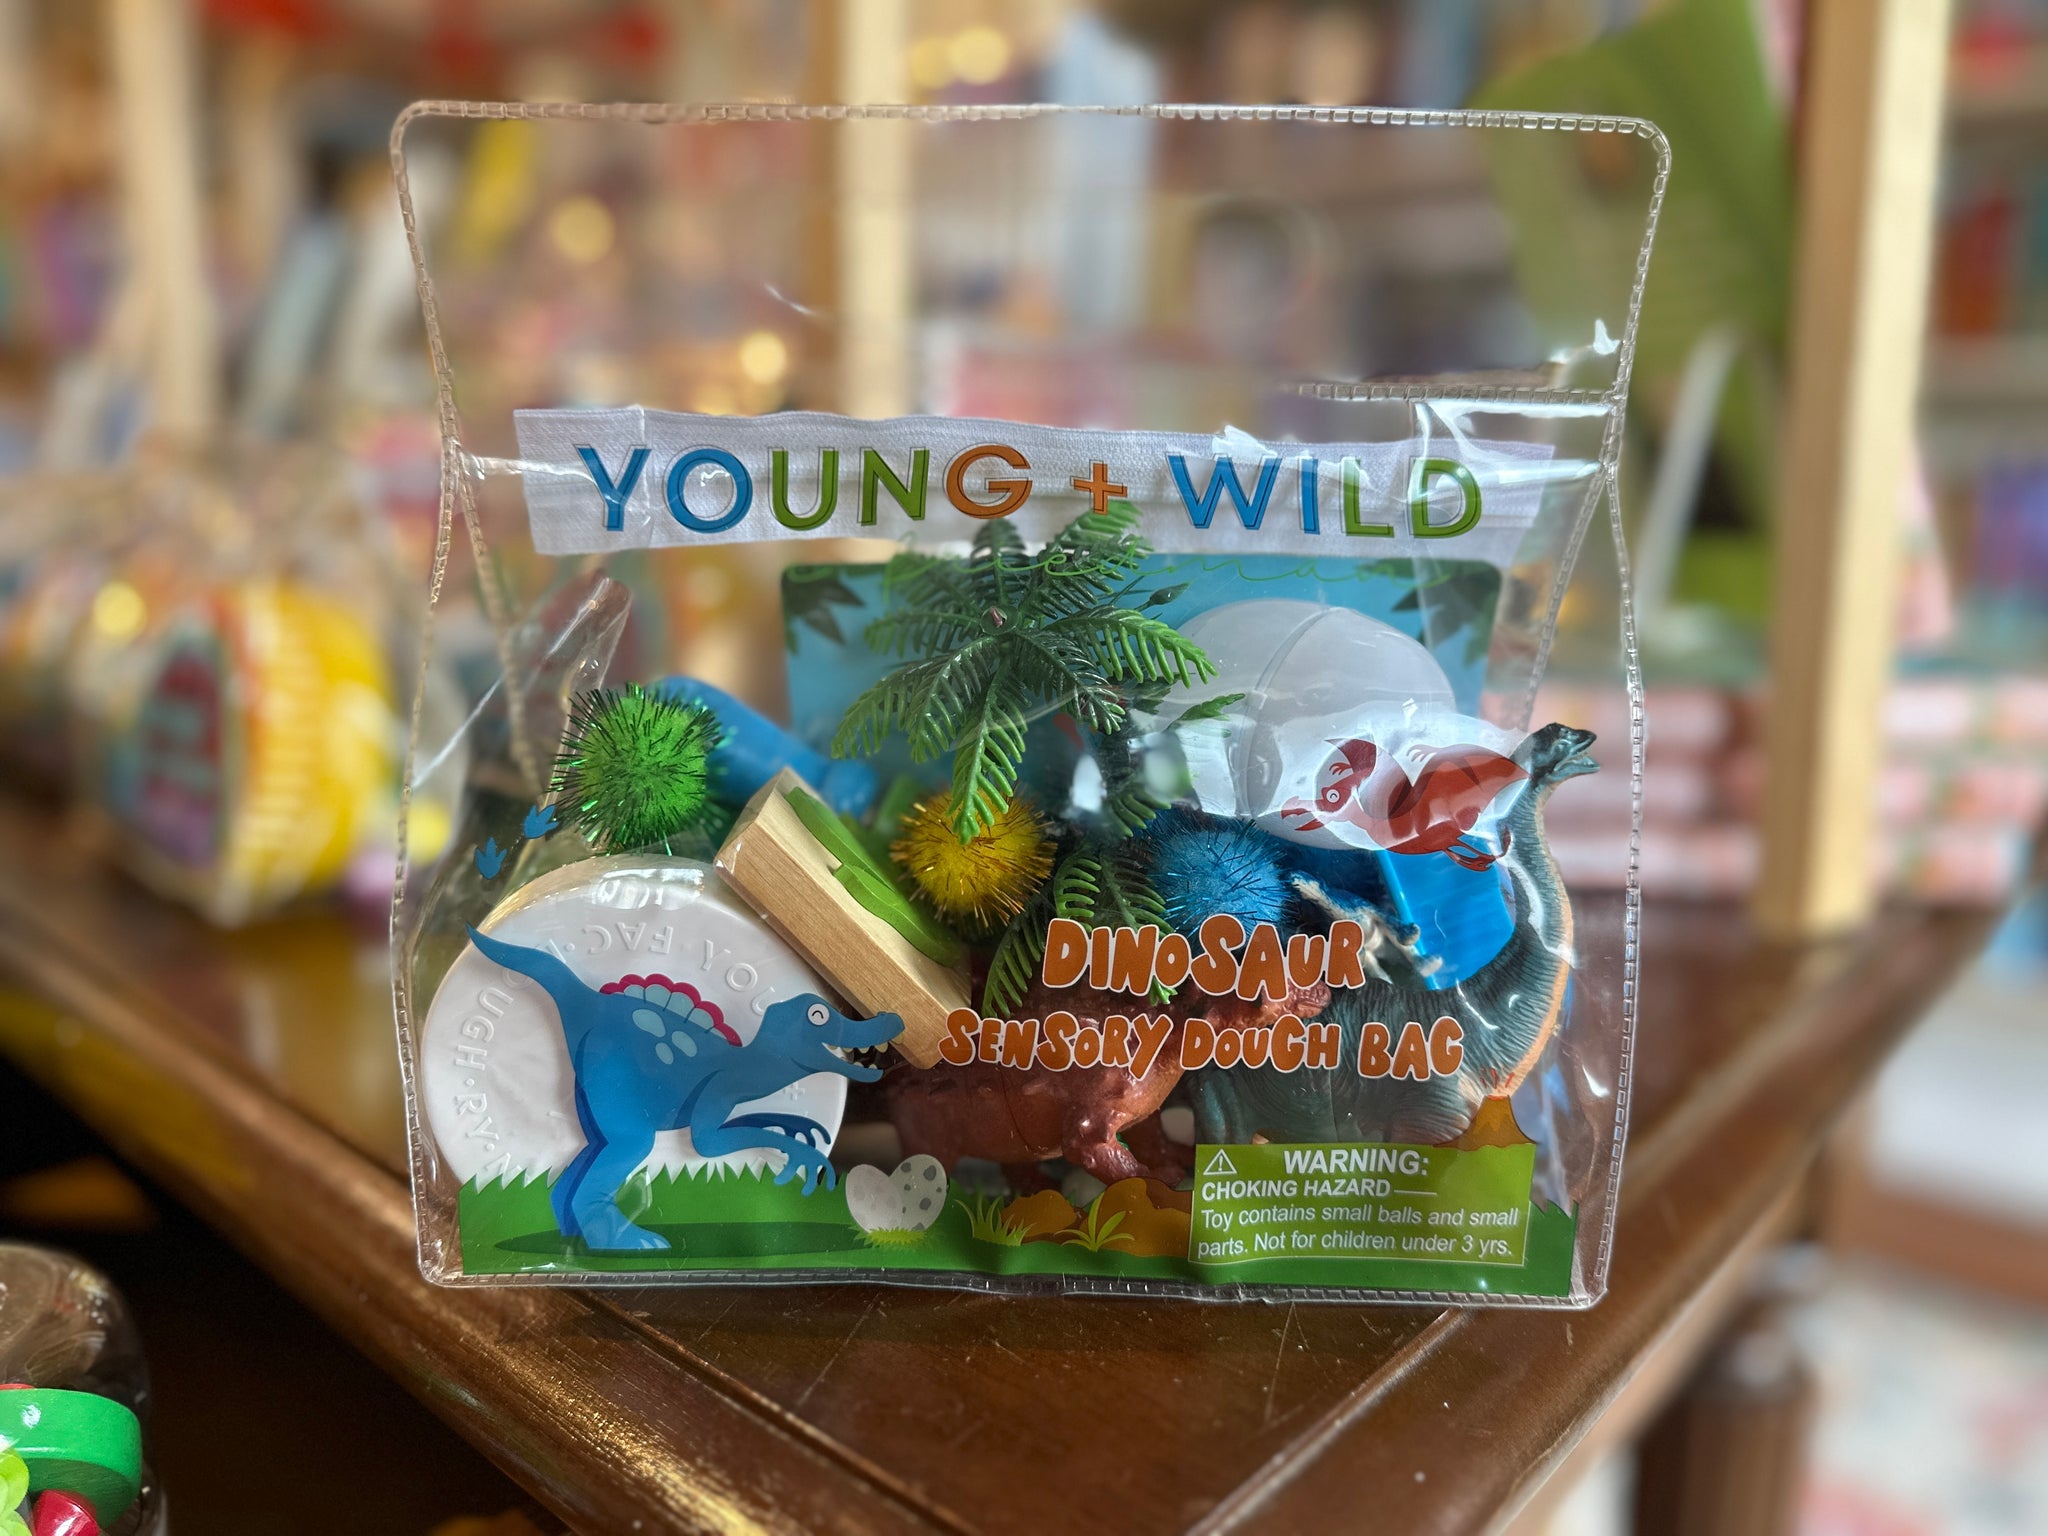 YOUNG + WILD
DINOSAUR
SENSORY DOUGH BAG
WARNING:
CHOKING HAZARD
Toy contains small balls and small
parts. Not for children under 3 yrs.